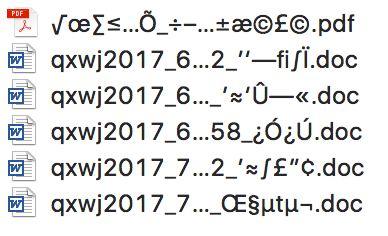 √œ∑≤…Õ_÷–…±æ©£©.pdf
qxwj2017_6…2_’‘—ﬁ∫Ï.doc
qxwj2017_6…_‘≈‘Û—«.doc
qxwj2017_6…58_¿Ó¿Ú.doc
qxwj2017_7…2_‘≈∫£”¢.doc
qxwj2017_7…_Œ§µtµ¬.doc